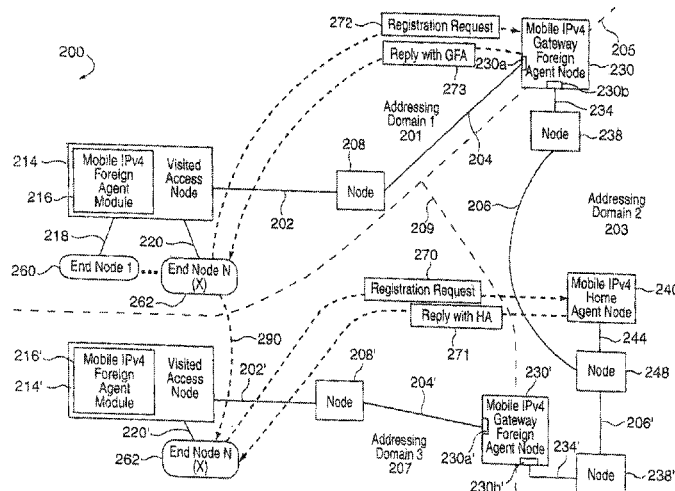 200
272
Registration Request
Reply with GFA
273
Mobile IPv4
Gateway
Foreign
Agent Node
205
230
230a
230b
234
Node
238
Addressing
Domain 1
201
204
214
216
Mobile IPv4
Foreign
Agent
Module
Visited
Access
Node
208
Node
202
206
209
Addressing
Domain 2
203
218
220
260
End Node 1
End Node N
(X)
262
270
Registration Request
Reply with HA
271
Mobile IPv4
Home
Agent Node
240
244
290
216'
214'
Mobile IPv4
Foreign
Agent
Module
Visited
Access
Node
202'
208'
Node
204'
230'
Mobile IPv4
Gateway
Foreign
Agent Node
230a'
230b'
Node
248
206'
220'
End Node N
(X)
262
Addressing
Domain 3
207
234'
Node
238'